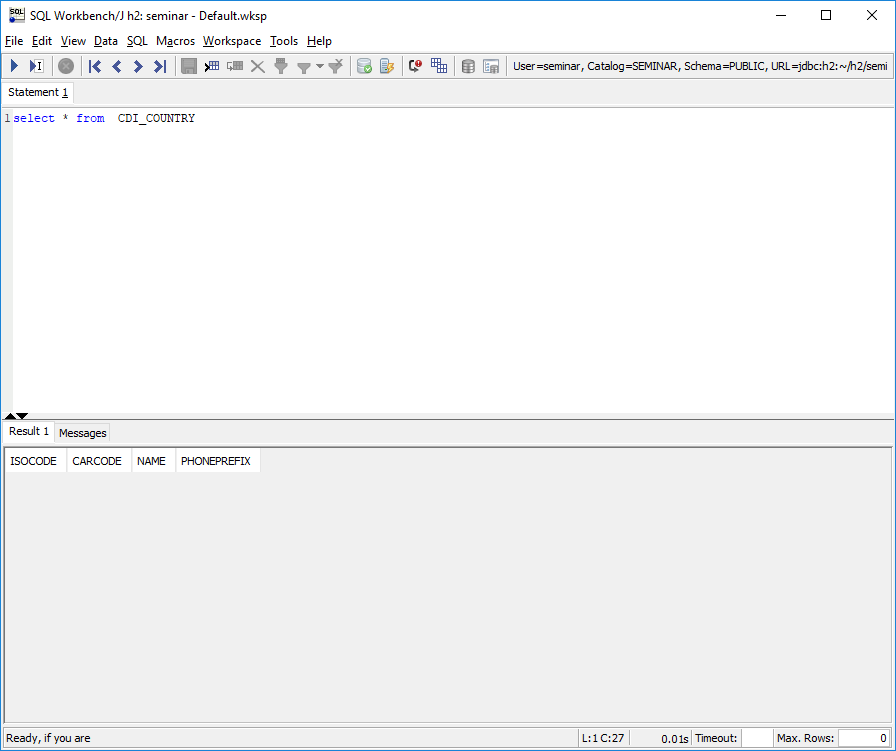 SQL Workbench/J h2: seminar - Default.wksp
File Edit View Data SQL Macros Workspace Tools Help
User=seminar, Catalog=SEMINAR, Schema=PUBLIC, URL=jdbc:h2:~/h2/semi
Statement 1
1 select * from  CDI_COUNTRY
Result 1 Messages
ISOCODE CARCODE NAME PHONEPREFIX
Ready, if you are L:1 C:27 0.01s Timeout: Max. Rows: 0